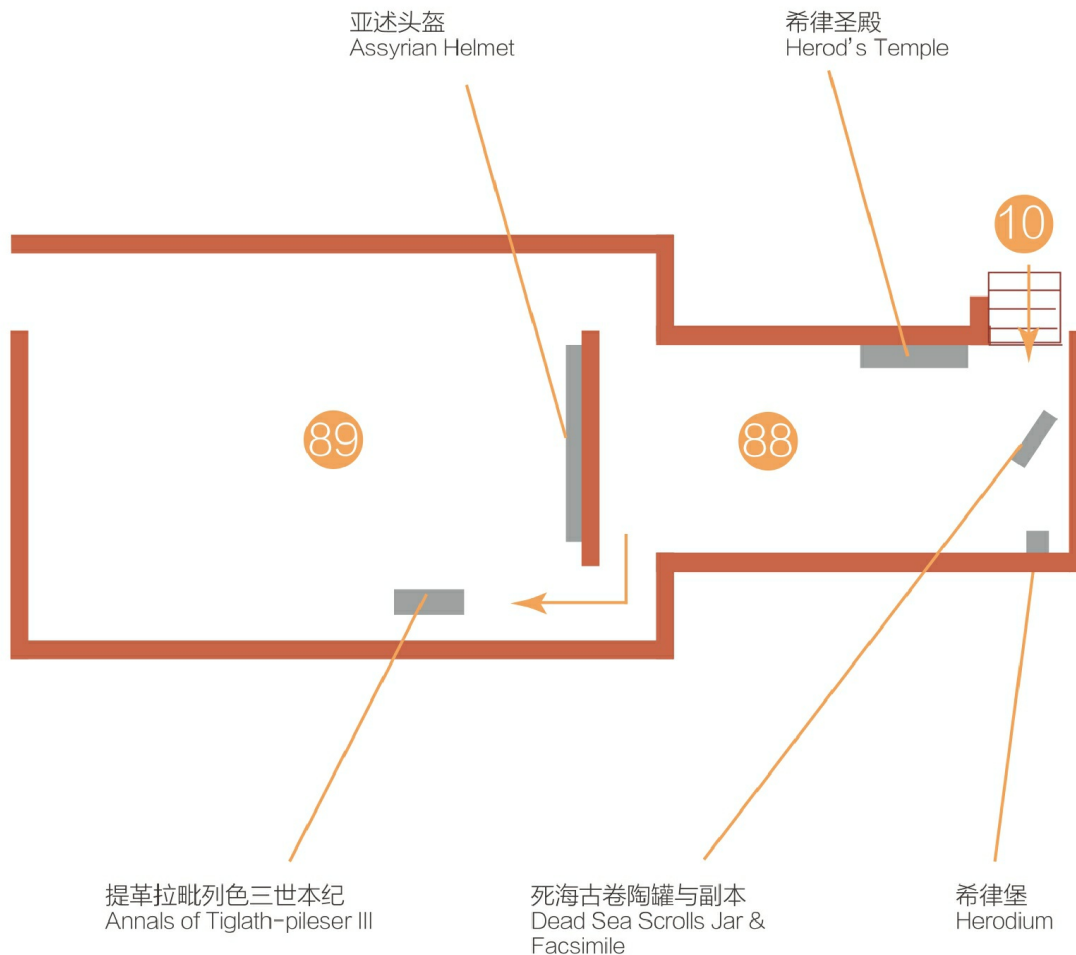 亚述头盔
Assyrian Helmet
希律圣殿
Herod's Temple
10
89
88
提革拉毗列色三世本纪
Annals of Tiglath-pileser III
死海古卷陶罐与副本
Dead Sea Scrolls Jar &
Facsimile
希律堡
Herodium